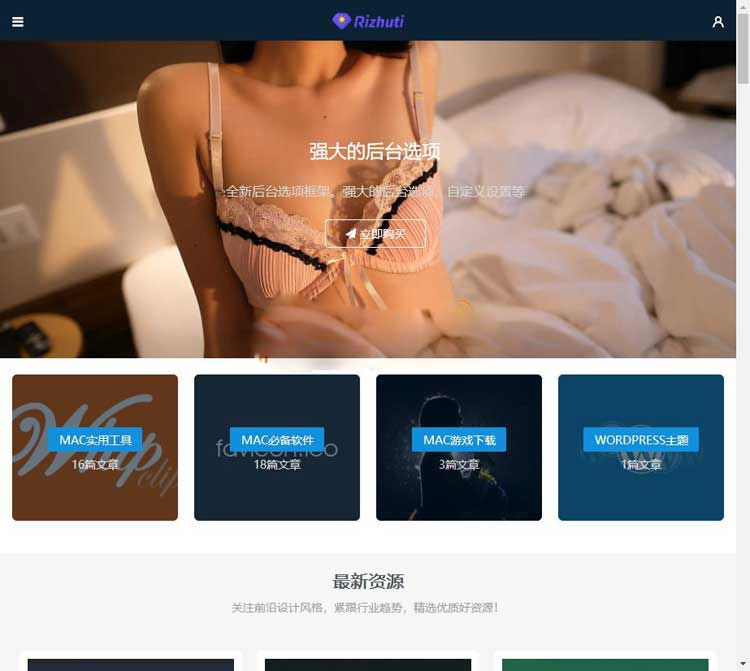 Rizhuti
强大的后台选项
全新后台选项框架。强大的后台选项，自定义设置等
立即购买
MAC实用工具
16篇文章
MAC必备软件
18篇文章
MAC游戏下载
3篇文章
WORDPRESS主题
1篇文章
favicon.ico
最新资源
关注前沿设计风格，紧跟行业趋势，精选优质好资源！